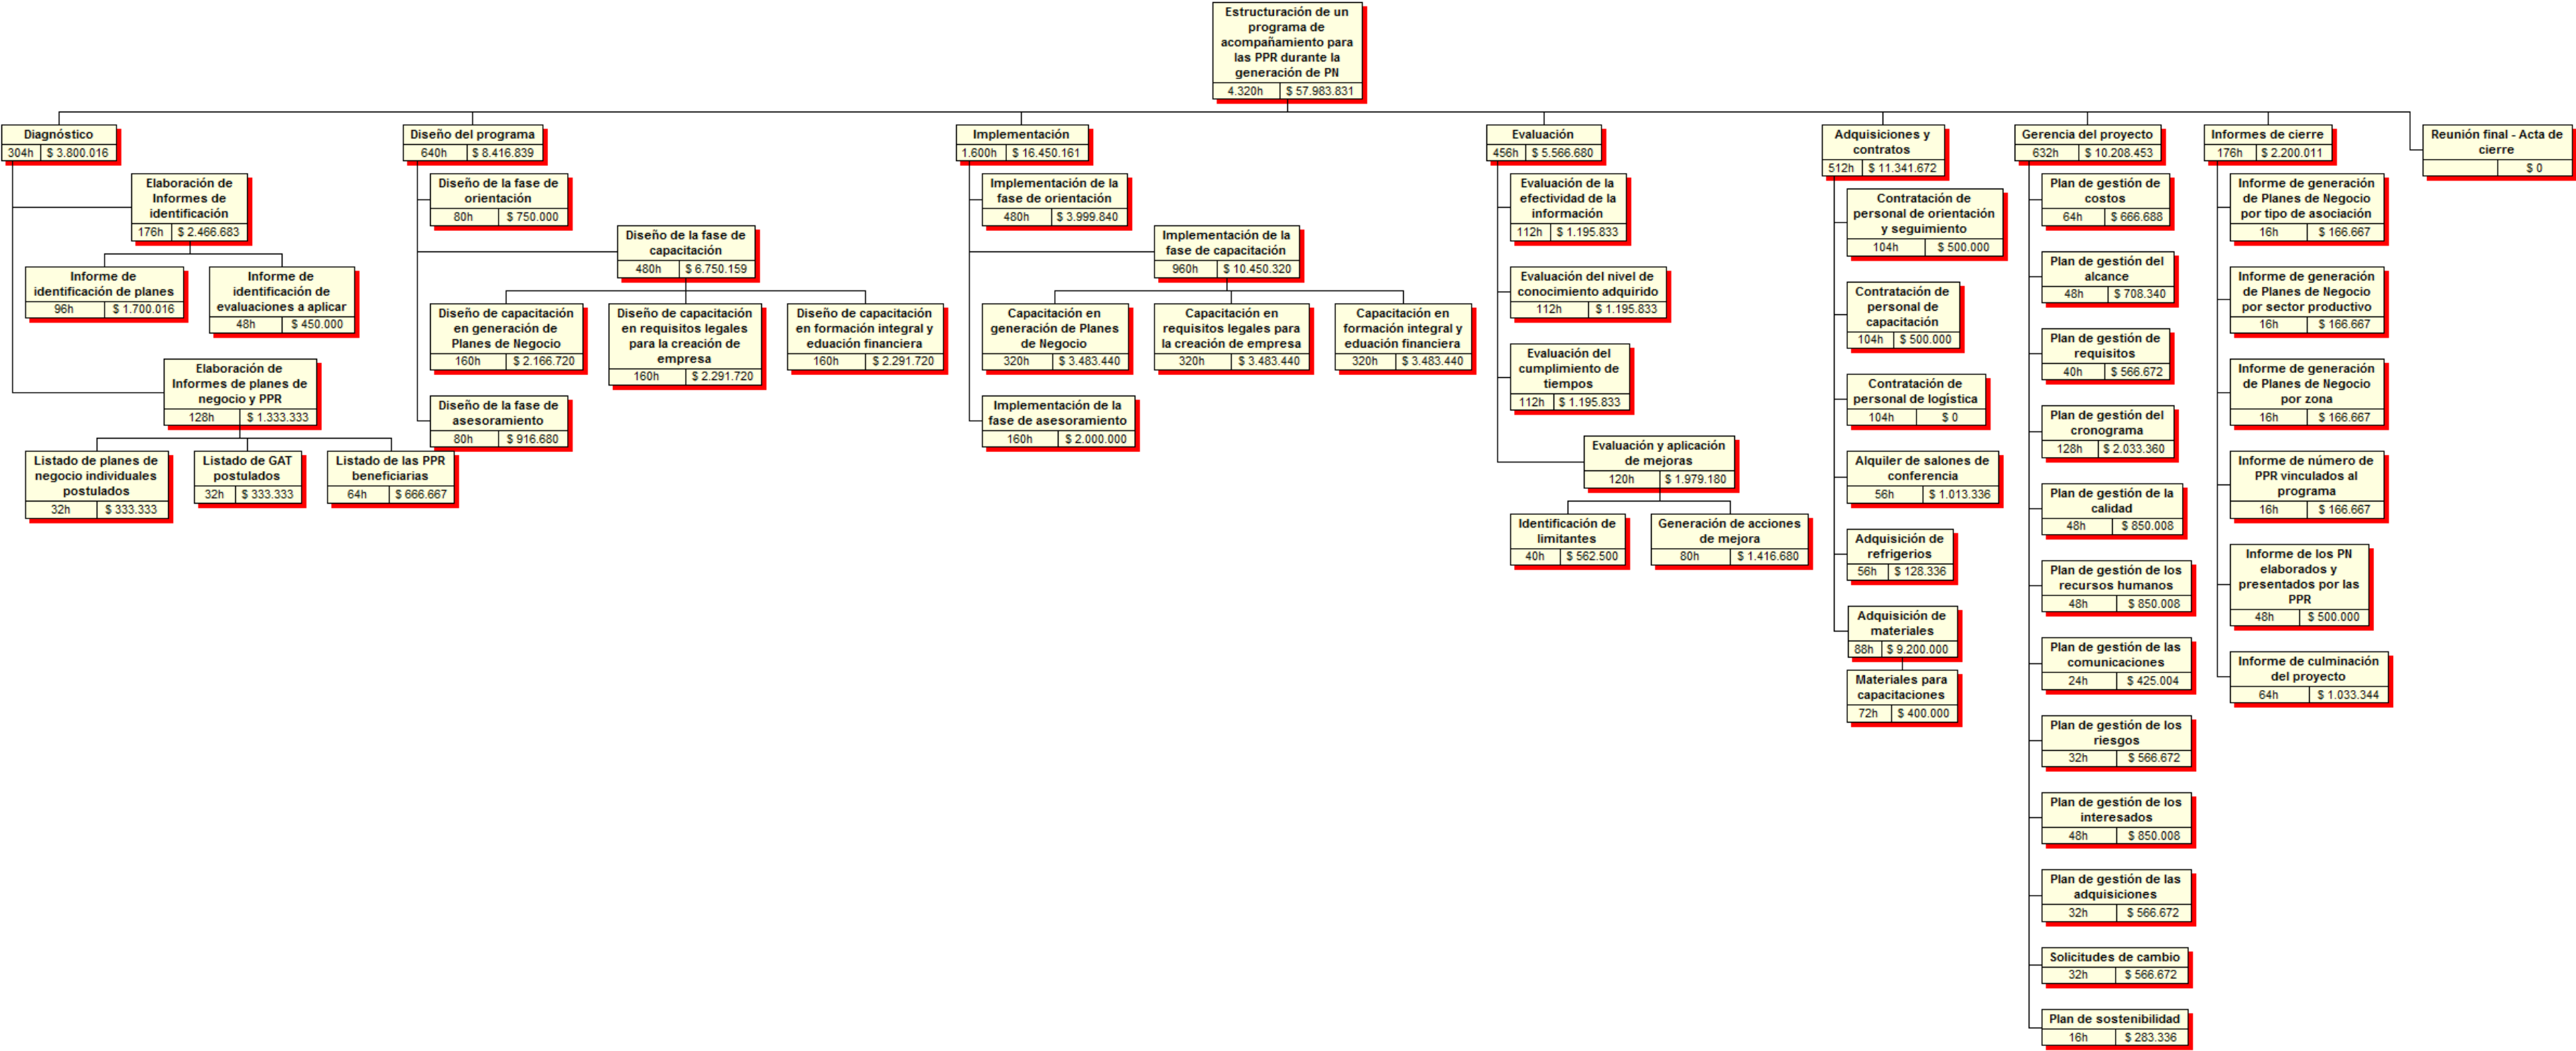 Estructuración de un
programa de
acompañamiento para
las PPR durante la
generación de PN
4.320h $ 57.983.831
Diagnóstico
304h $ 3.800.016
Elaboración de
Informes de
identificación
176h $ 2.466.683
Informe de
identificación de planes
96h $ 1.700.016
Informe de
identificación de
evaluaciones a aplicar
48h $ 450.000
Elaboración de
Informes de planes de
negocio y PPR
128h $ 1.333.333
Listado de planes de
negocio individuales
postulados
32h $ 333.333
Listado de GAT
postulados
32h $ 333.333
Listado de las PPR
beneficiarias
64h $ 666.667
Diseño del programa
640h $ 8.416.839
Diseño de la fase de
orientación
80h $ 750.000
Diseño de la fase de
capacitación
480h $ 6.750.159
Diseño de capacitación
en generación de
Planes de Negocio
160h $ 2.166.720
Diseño de capacitación
en requisitos legales
para la creación de
empresa
160h $ 2.291.720
Diseño de capacitación
en formación integral y
eduación financiera
160h $ 2.291.720
Diseño de la fase de
asesoramiento
80h $ 916.680
Implementación
1.600h $ 16.450.161
Implementación de la
fase de orientación
480h $ 3.999.840
Implementación de la
fase de capacitación
960h $ 10.450.320
Capacitación en
generación de Planes
de Negocio
320h $ 3.483.440
Capacitación en
requisitos legales para
la creación de empresa
320h $ 3.483.440
Capacitación en
formación integral y
eduación financiera
320h $ 3.483.440
Implementación de la
fase de asesoramiento
160h $ 2.000.000
Evaluación
456h $ 5.566.680
Evaluación de la
efectividad de la
información
112h $ 1.195.833
Evaluación del nivel de
conocimiento adquirido
112h $ 1.195.833
Evaluación del
cumplimiento de
tiempos
112h $ 1.195.833
Evaluación y aplicación
de mejoras
120h $ 1.979.180
Identificación de
limitantes
40h $ 562.500
Generación de acciones
de mejora
80h $ 1.416.680
Adquisiciones y
contratos
512h $ 11.341.672
Contratación de
personal de orientación
y seguimiento
104h $ 500.000
Contratación de
personal de
capacitación
104h $ 500.000
Contratación de
personal de logística
104h $ 0
Alquiler de salones de
conferencia
56h $ 1.013.336
Adquisición de
refrigerios
56h $ 128.336
Adquisición de
materiales
88h $ 9.200.000
Materiales para
capacitaciones
72h $ 400.000
Gerencia del proyecto
632h $ 10.208.453
Plan de gestión de
costos
64h $ 666.688
Plan de gestión del
alcance
48h $ 708.340
Plan de gestión de
requisitos
40h $ 566.672
Plan de gestión del
cronograma
128h $ 2.033.360
Plan de gestión de la
calidad
48h $ 850.008
Plan de gestión de los
recursos humanos
48h $ 850.008
Plan de gestión de las
comunicaciones
24h $ 425.004
Plan de gestión de los
riesgos
32h $ 566.672
Plan de gestión de los
interesados
48h $ 850.008
Plan de gestión de las
adquisiciones
32h $ 566.672
Solicitudes de cambio
32h $ 566.672
Plan de sostenibilidad
16h $ 283.336
Informes de cierre
176h $ 2.200.011
Informe de generación
de Planes de Negocio
por tipo de asociación
16h $ 166.667
Informe de generación
de Planes de Negocio
por sector productivo
16h $ 166.667
Informe de generación
de Planes de Negocio
por zona
16h $ 166.667
Informe de número de
PPR vinculados al
programa
16h $ 166.667
Informe de los PN
elaborados y
presentados por las
PPR
48h $ 500.000
Informe de culminación
del proyecto
64h $ 1.033.344
Reunión final - Acta de
cierre
$ 0